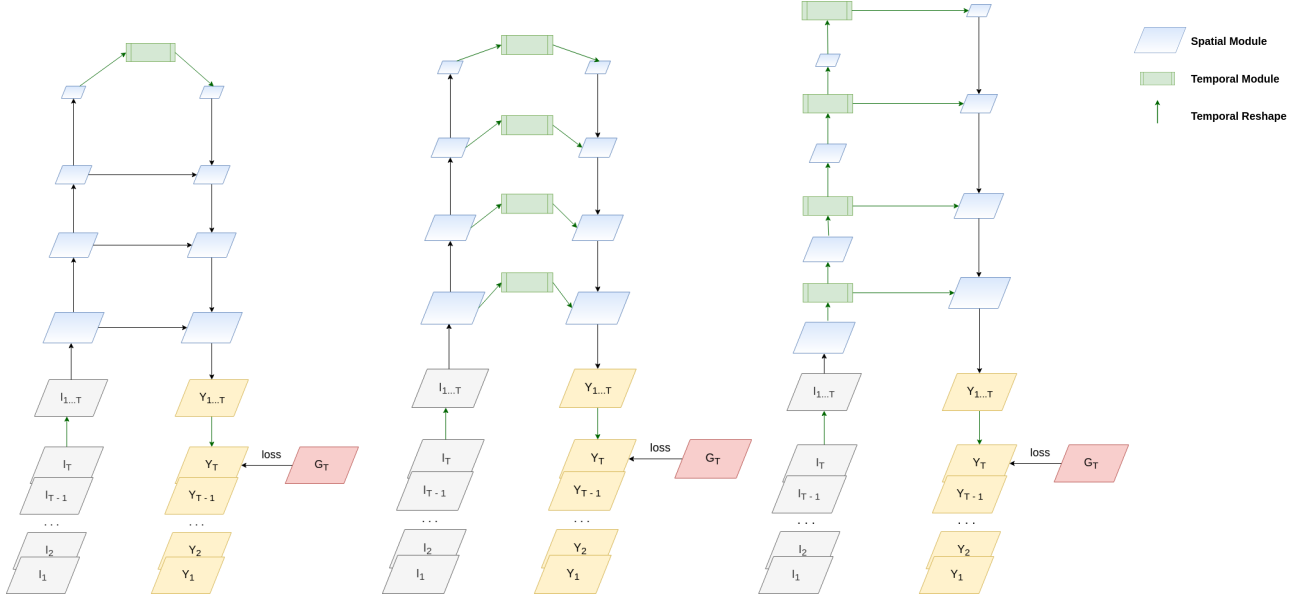 Spatial Module
Temporal Module
Temporal Reshape
I1...T
Y1...T
IT
YT
loss
GT
IT - 1
YT - 1
...
...
I2
Y2
I1
Y1
I1...T
Y1...T
IT
YT
loss
GT
IT - 1
YT - 1
...
...
I2
Y2
I1
Y1
I1...T
Y1...T
IT
YT
loss
GT
IT - 1
YT - 1
...
...
I2
Y2
I1
Y1